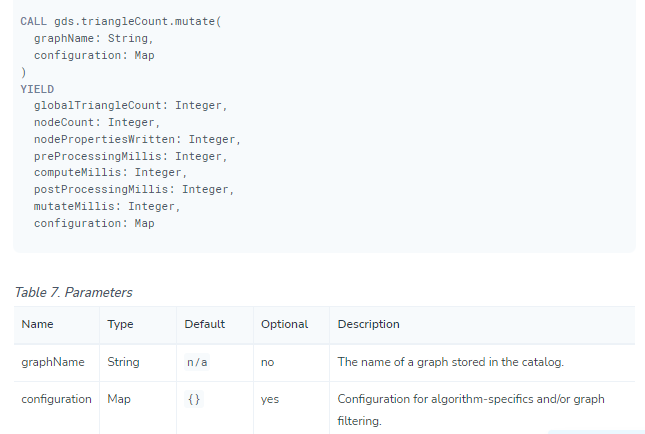 CALL gds.triangleCount.mutate(
graphName: String,
configuration: Map
)
YIELD
globalTriangleCount: Integer,
nodeCount: Integer,
nodePropertiesWritten: Integer,
preProcessingMillis: Integer,
computeMillis: Integer,
postProcessingMillis: Integer,
mutateMillis: Integer,
configuration: Map
Table 7. Parameters
Name Type Default Optional Description
graphName String n/a no The name of a graph stored in the catalog.
configuration Map {} yes Configuration for algorithm-specifics and/or graph
filtering.